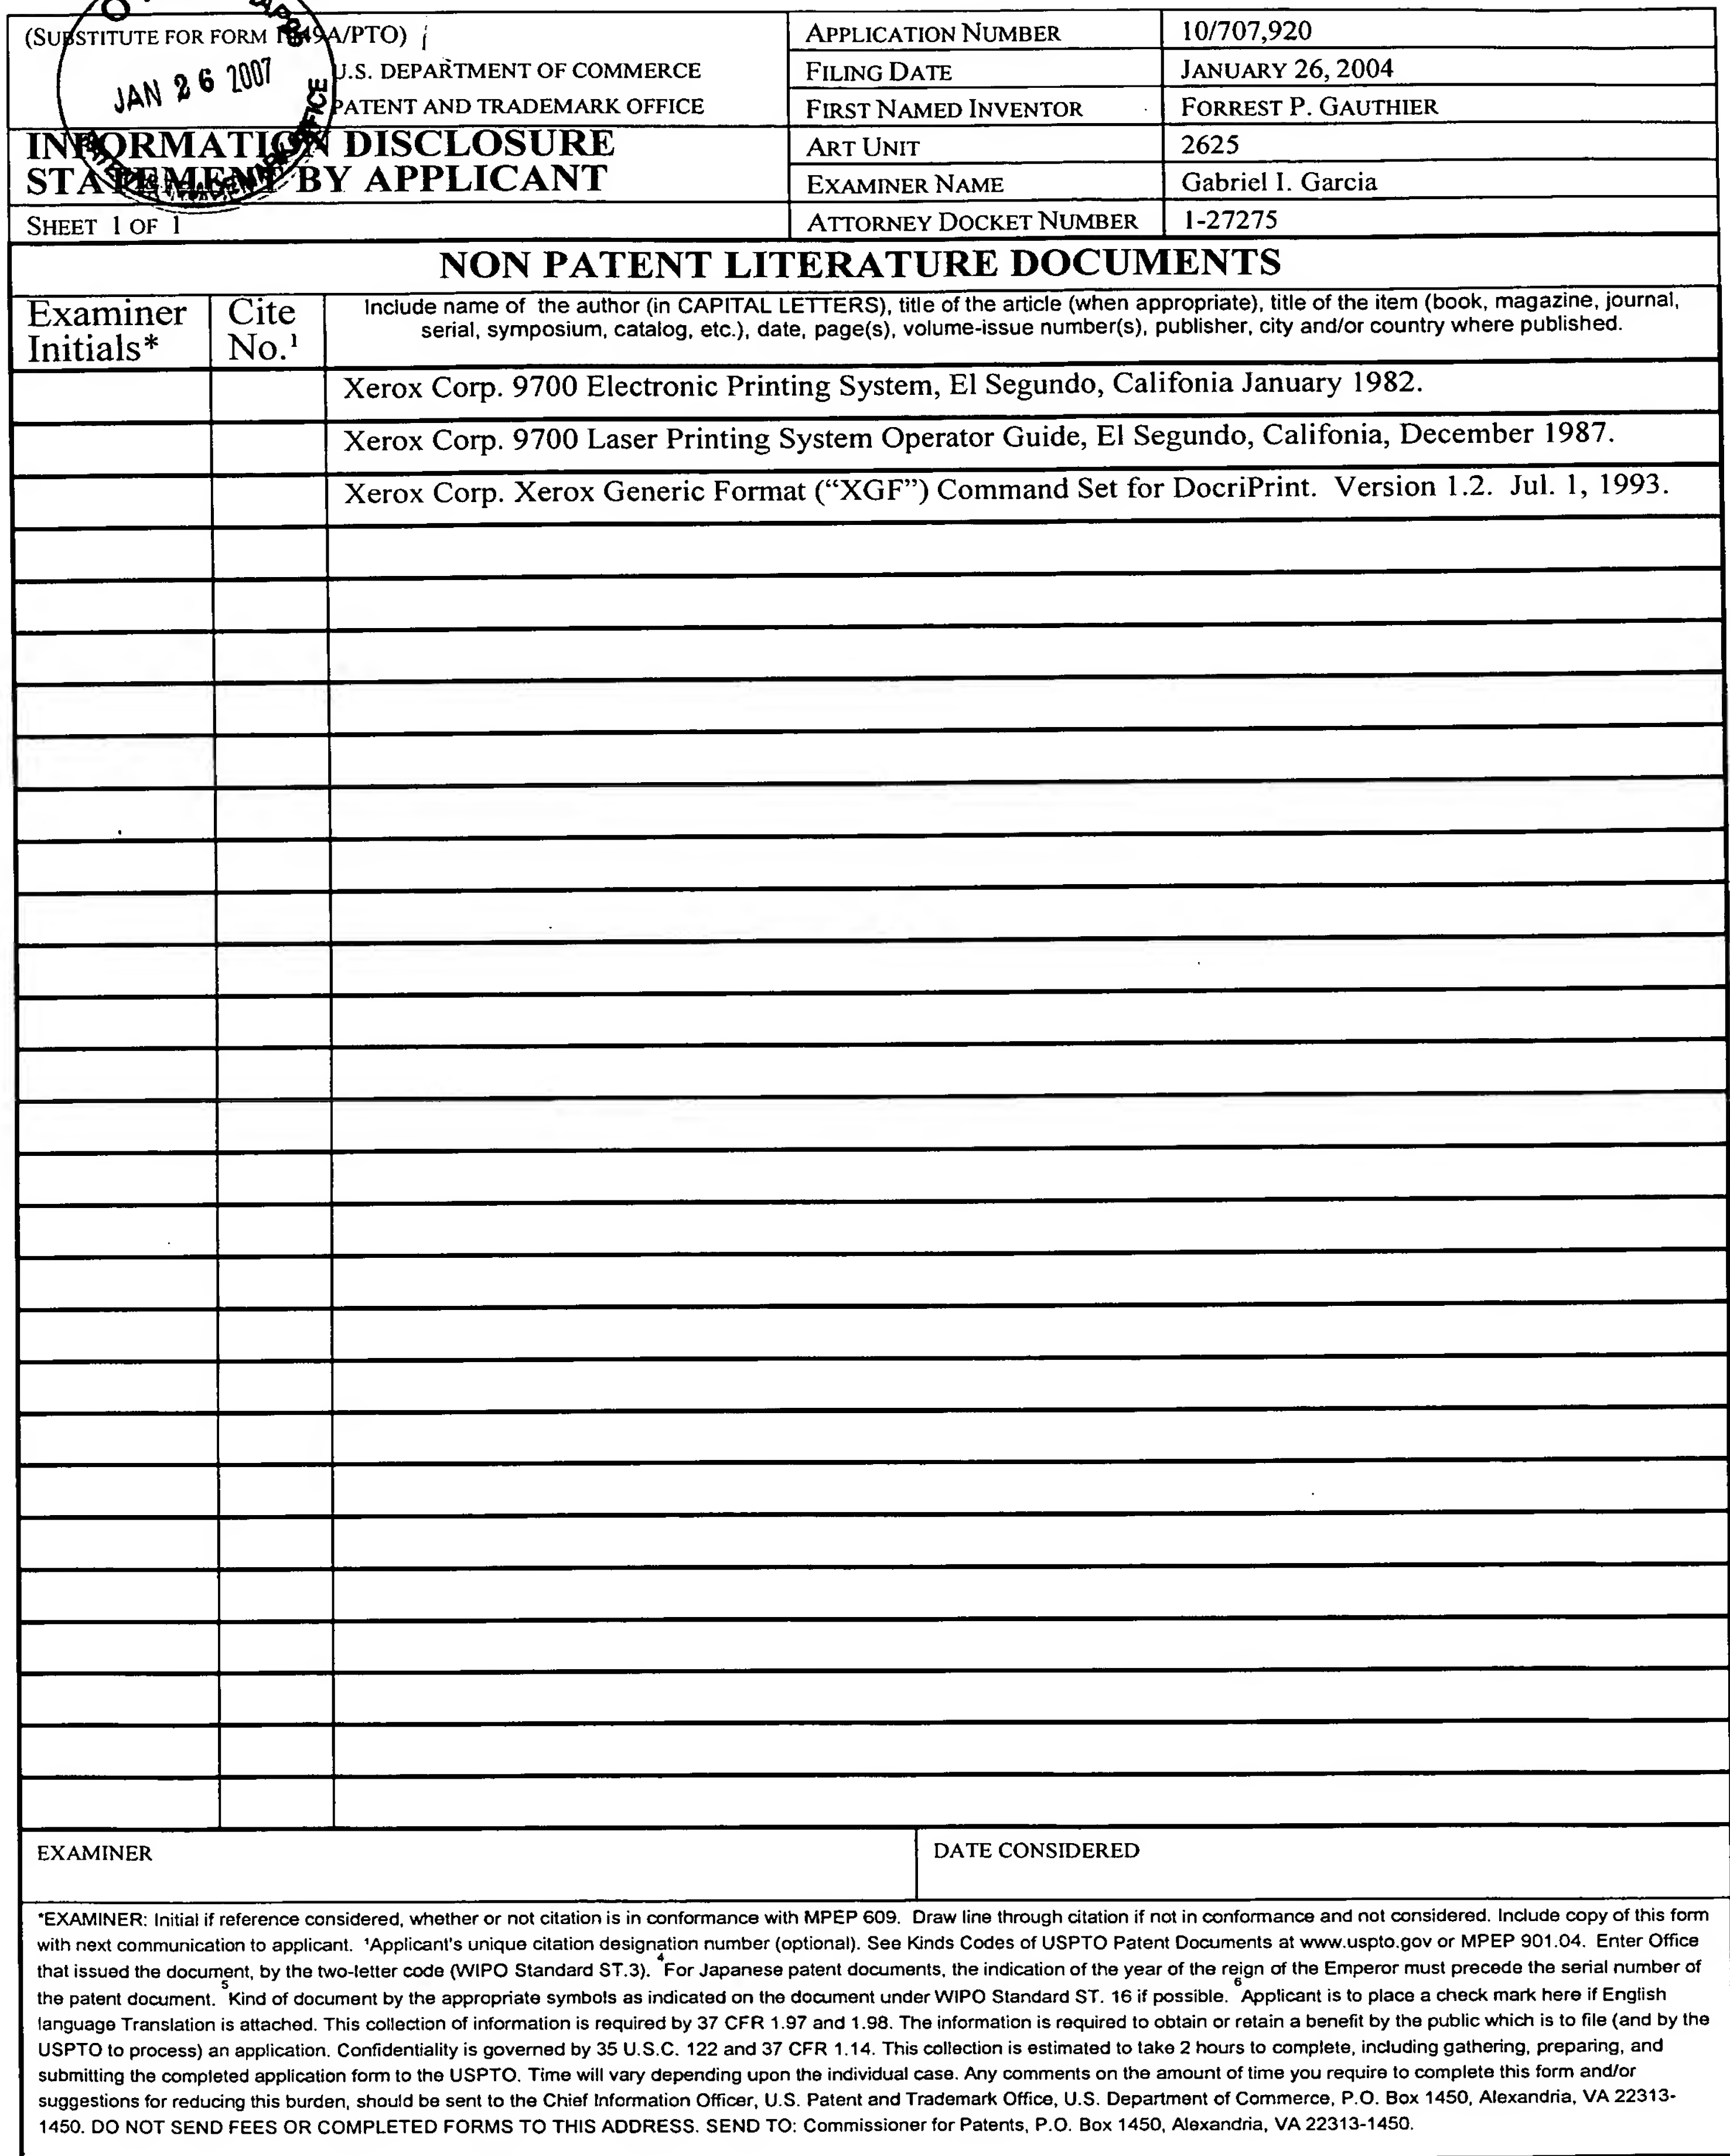 (SUBSTITUTE FOR FORM 1449A/PTO)
U.S. DEPARTMENT OF COMMERCE
PATENT AND TRADEMARK OFFICE
JAN 26 2007
INFORMATION DISCLOSURE
STATEMENT BY APPLICANT
SHEET 1 OF 1
APPLICATION NUMBER 10/707,920
FILING DATE JANUARY 26, 2004
FIRST NAMED INVENTOR FORREST P. GAUTHIER
ART UNIT 2625
EXAMINER NAME Gabriel I. Garcia
ATTORNEY DOCKET NUMBER 1-27275
NON PATENT LITERATURE DOCUMENTS
Examiner
Initials*
Cite
No.¹
Include name of the author (in CAPITAL LETTERS), title of the article (when appropriate), title of the item (book, magazine, journal,
serial, symposium, catalog, etc.), date, page(s), volume-issue number(s), publisher, city and/or country where published.
Xerox Corp. 9700 Electronic Printing System, El Segundo, Califonia January 1982.
Xerox Corp. 9700 Laser Printing System Operator Guide, El Segundo, Califonia, December 1987.
Xerox Corp. Xerox Generic Format (“XGF”) Command Set for DocriPrint. Version 1.2. Jul. 1, 1993.
EXAMINER
DATE CONSIDERED
*EXAMINER: Initial if reference considered, whether or not citation is in conformance with MPEP 609. Draw line through citation if not in conformance and not considered. Include copy of this form
with next communication to applicant. ¹Applicant's unique citation designation number (optional). See Kinds Codes of USPTO Patent Documents at www.uspto.gov or MPEP 901.04. Enter Office
that issued the document, by the two-letter code (WIPO Standard ST.3). ⁴For Japanese patent documents, the indication of the year of the reign of the Emperor must precede the serial number of
the patent document. ⁵Kind of document by the appropriate symbols as indicated on the document under WIPO Standard ST. 16 if possible. ⁶Applicant is to place a check mark here if English
language Translation is attached. This collection of information is required by 37 CFR 1.97 and 1.98. The information is required to obtain or retain a benefit by the public which is to file (and by the
USPTO to process) an application. Confidentiality is governed by 35 U.S.C. 122 and 37 CFR 1.14. This collection is estimated to take 2 hours to complete, including gathering, preparing, and
submitting the completed application form to the USPTO. Time will vary depending upon the individual case. Any comments on the amount of time you require to complete this form and/or
suggestions for reducing this burden, should be sent to the Chief Information Officer, U.S. Patent and Trademark Office, U.S. Department of Commerce, P.O. Box 1450, Alexandria, VA 22313-
1450. DO NOT SEND FEES OR COMPLETED FORMS TO THIS ADDRESS. SEND TO: Commissioner for Patents, P.O. Box 1450, Alexandria, VA 22313-1450.